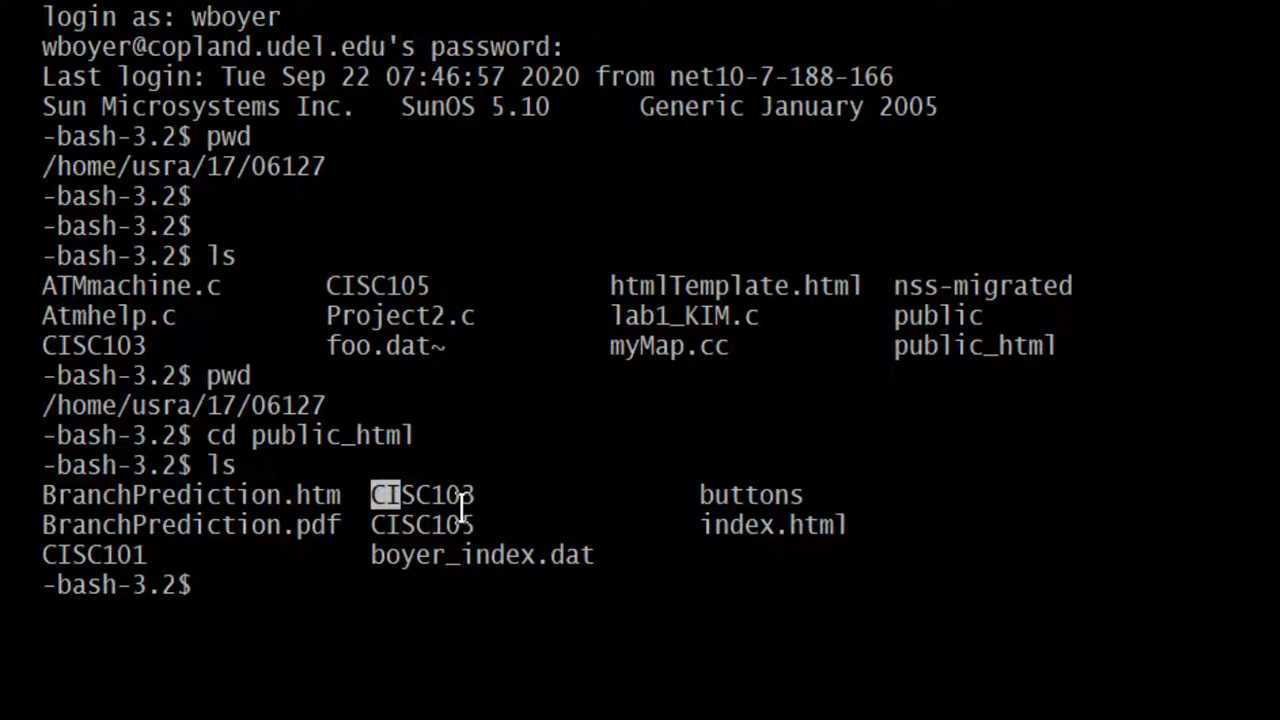 login as: wboyer
wboyer@copland.udel.edu's password:
Last login: Tue Sep 22 07:46:57 2020 from net10-7-188-166
Sun Microsystems Inc.   SunOS 5.10      Generic January 2005
-bash-3.2$ pwd
/home/usra/17/06127
-bash-3.2$
-bash-3.2$
-bash-3.2$ ls
ATMmachine.c       CISC105            htmlTemplate.html  nss-migrated
Atmhelp.c          Project2.c         lab1_KIM.c         public
CISC103            foo.dat~           myMap.cc           public_html
-bash-3.2$ pwd
/home/usra/17/06127
-bash-3.2$ cd public_html
-bash-3.2$ ls
BranchPrediction.htm  CISC103               buttons
BranchPrediction.pdf  CISC105               index.html
CISC101               boyer_index.dat
-bash-3.2$